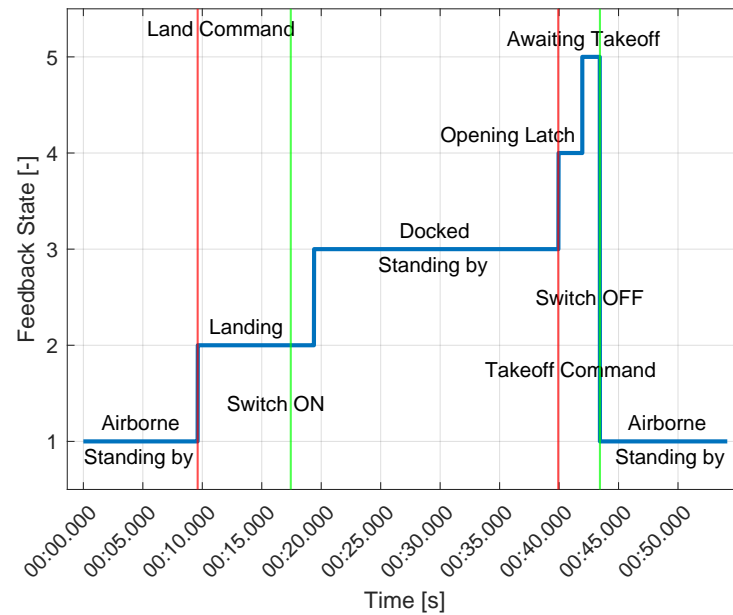 Land Command
Awaiting Takeoff
5
Opening Latch
4
Feedback State [-]
Docked
3
Standing by
Switch OFF
Landing
2
Takeoff Command
Switch ON
Airborne
Airborne
1
Standing by
Standing by
00:00.000
00:05.000
00:10.000
00:15.000
00:20.000
00:25.000
00:30.000
00:35.000
00:40.000
00:45.000
00:50.000
Time [s]